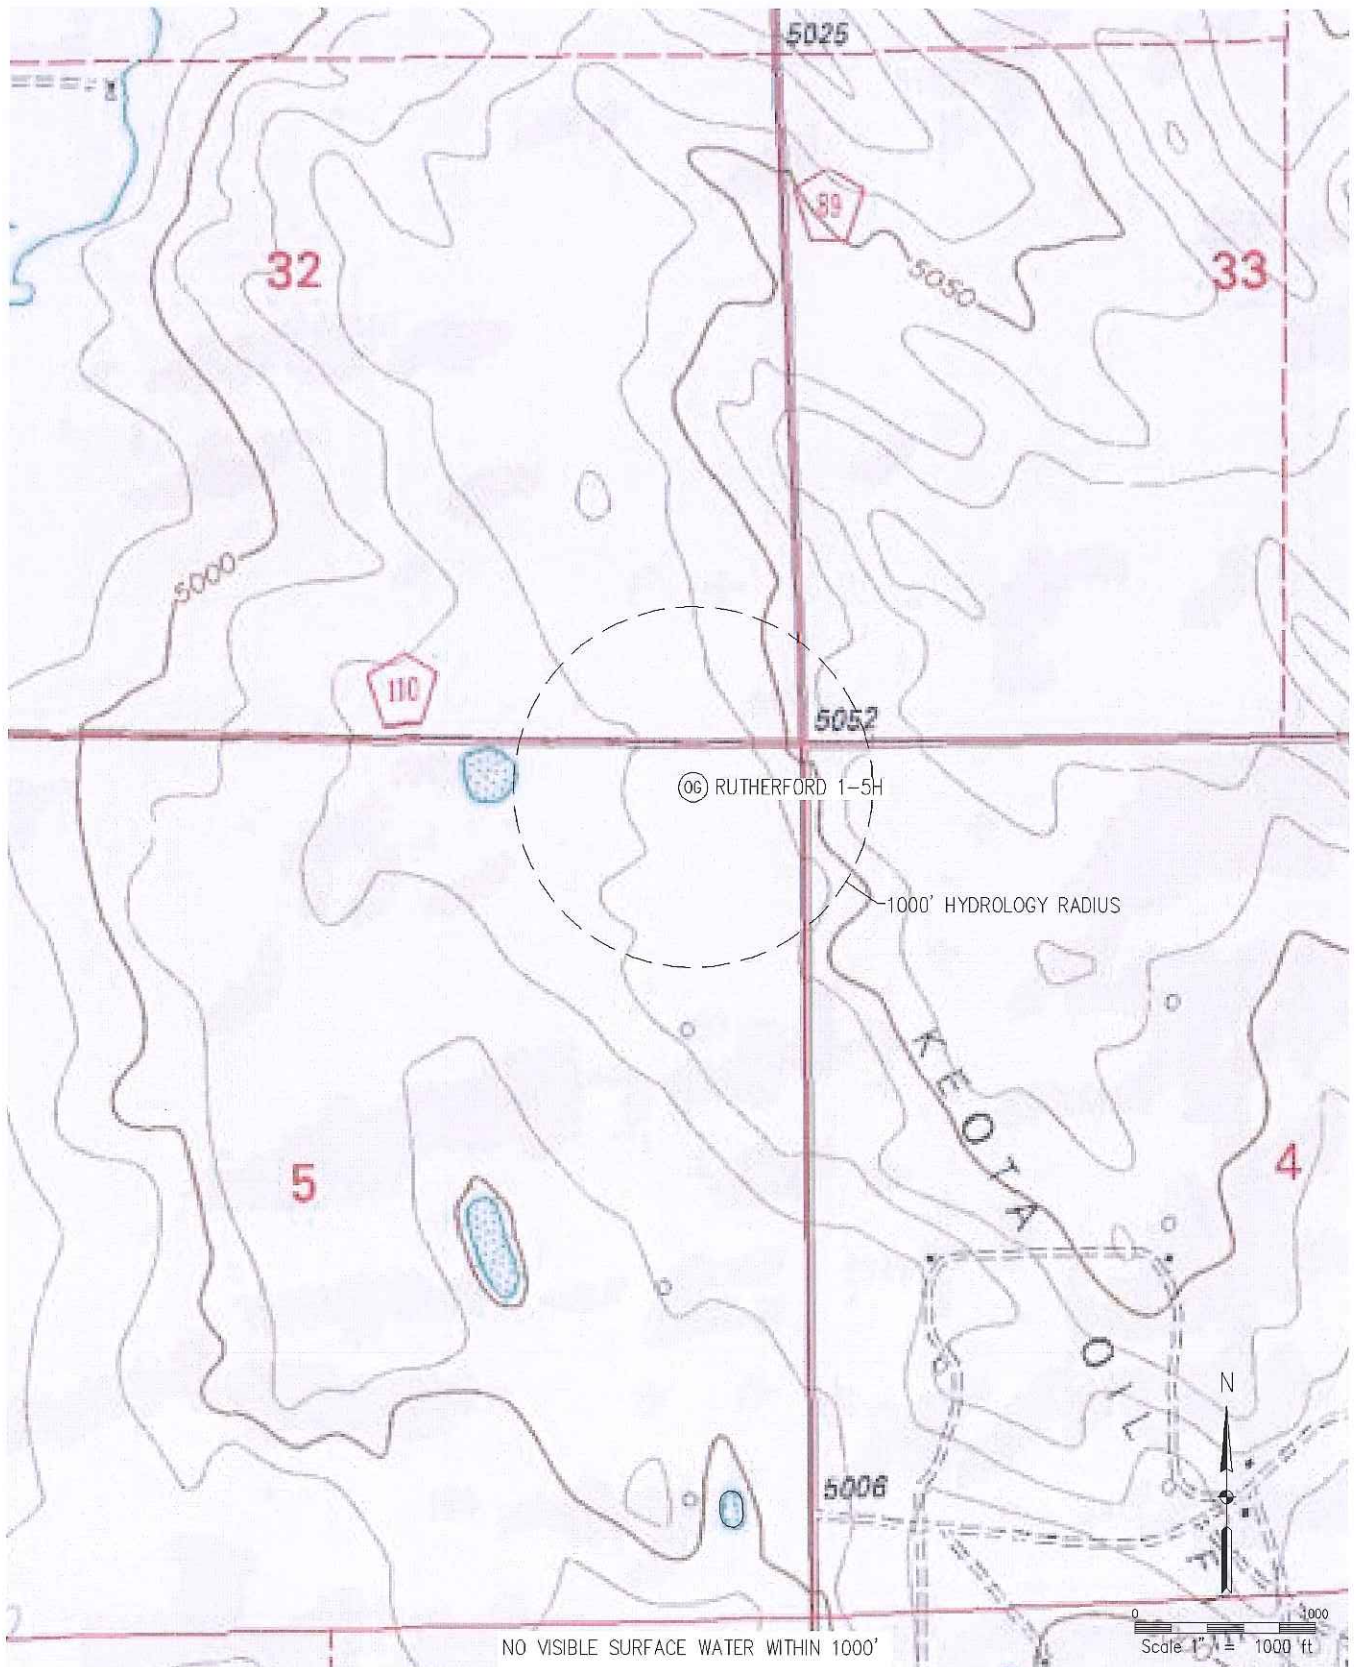 5025
89
32
33
5050
5000
110
5052
OG RUTHERFORD 1-5H
1000' HYDROLOGY RADIUS
KEOTA
5
4
OIL
N
5006
F
0 1000
Scale 1" = 1000 ft
NO VISIBLE SURFACE WATER WITHIN 1000'